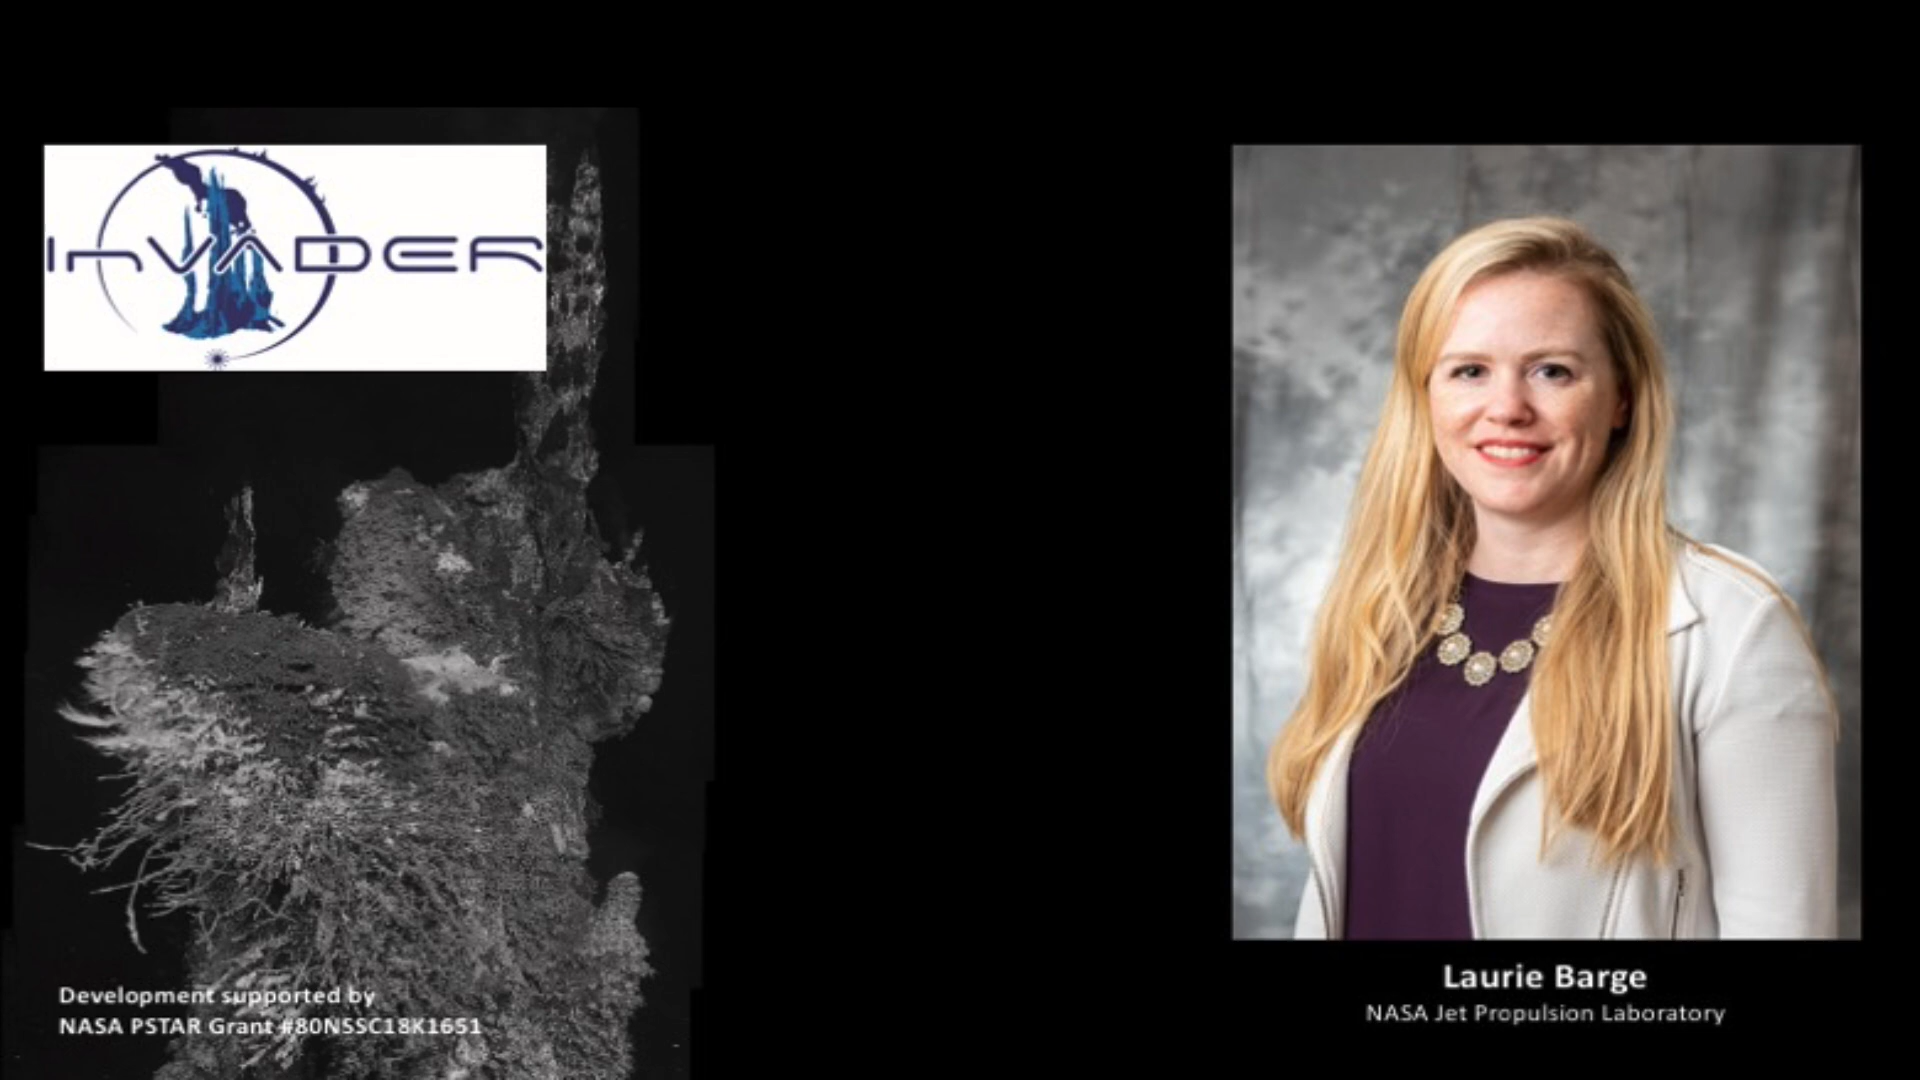 InVADER
Development supported by
NASA PSTAR Grant #80NSSC18K1651
Laurie Barge
NASA Jet Propulsion Laboratory